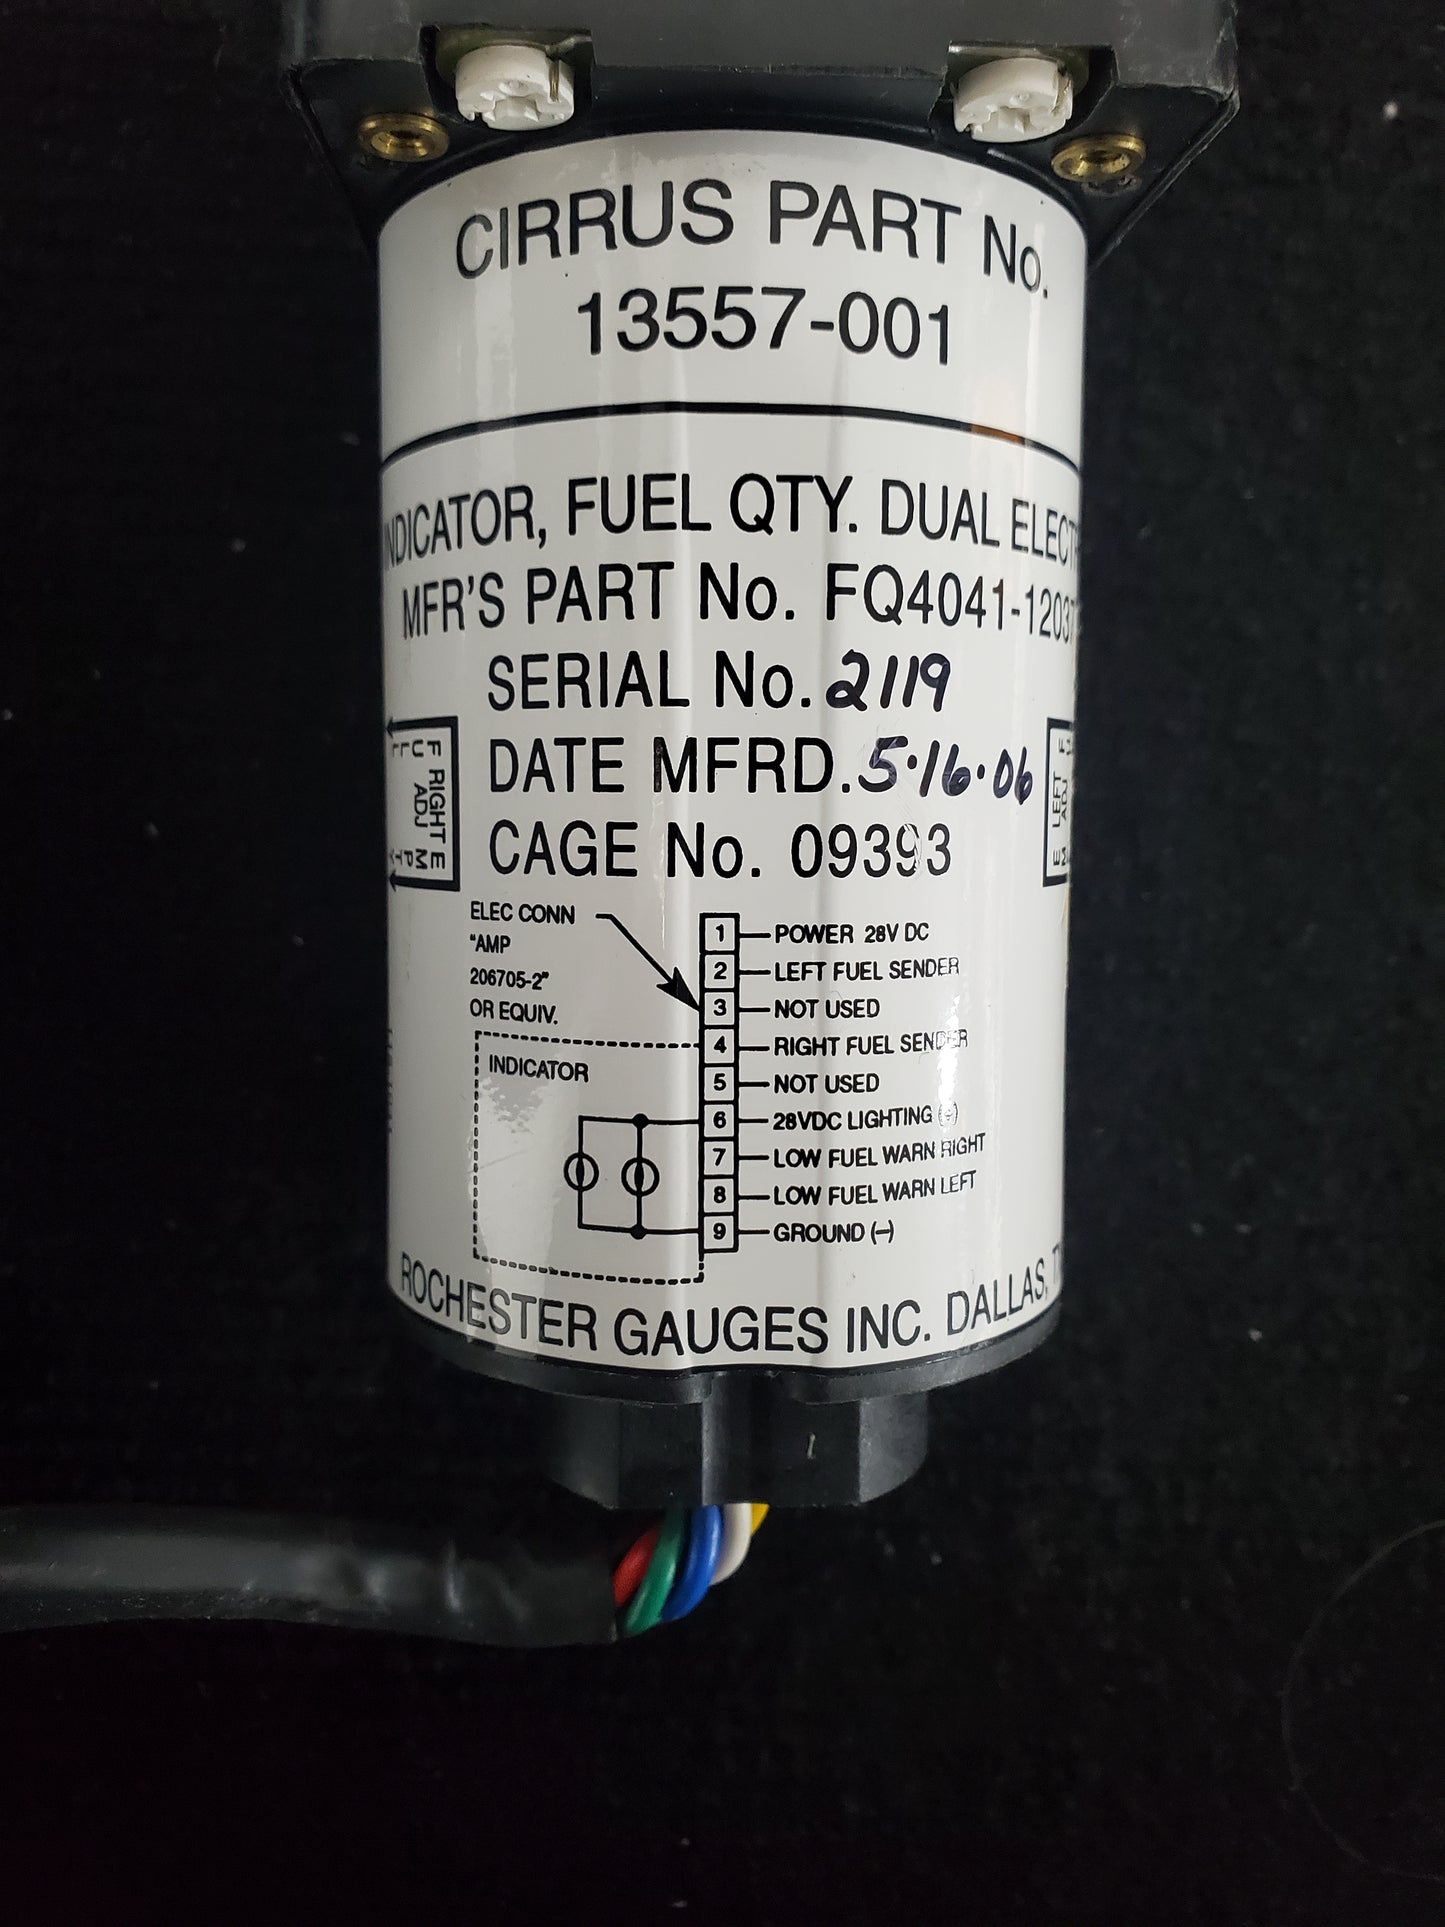 CIRRUS PART No.
13557-001
INDICATOR, FUEL QTY. DUAL
MFR'S PART No. FQ4041-1203
SERIAL No. 2119
DATE MFRD. 5·16·06
CAGE No. 09393
FULL
RIGHT ADJ
EMPTY
LEFT ADJ
ELEC CONN
"AMP
206705-2"
OR EQUIV.
INDICATOR
1 POWER 28V DC
2 LEFT FUEL SENDER
3 NOT USED
4 RIGHT FUEL SENDER
5 NOT USED
6 28VDC LIGHTING (+)
7 LOW FUEL WARN RIGHT
8 LOW FUEL WARN LEFT
9 GROUND (-)
ROCHESTER GAUGES INC. DALLAS,